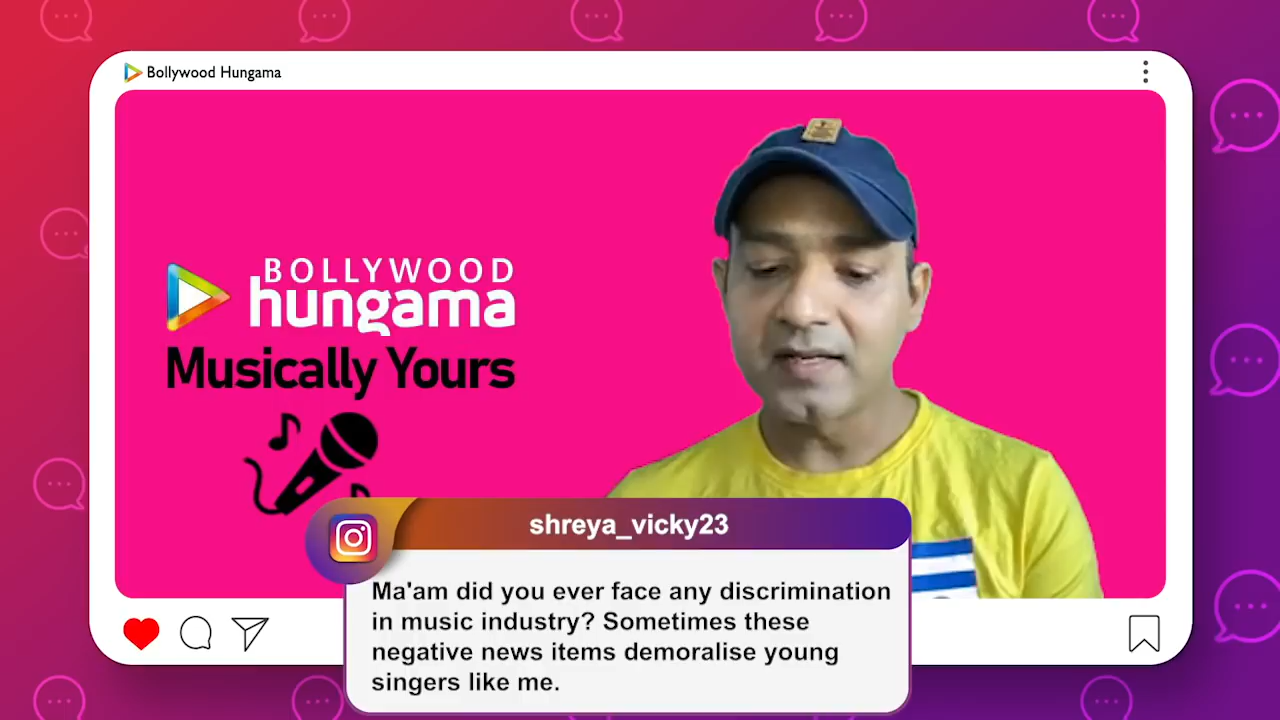 Bollywood Hungama
BOLLYWOOD
hungama
Musically Yours
shreya_vicky23
Ma'am did you ever face any discrimination
in music industry? Sometimes these
negative news items demoralise young
singers like me.